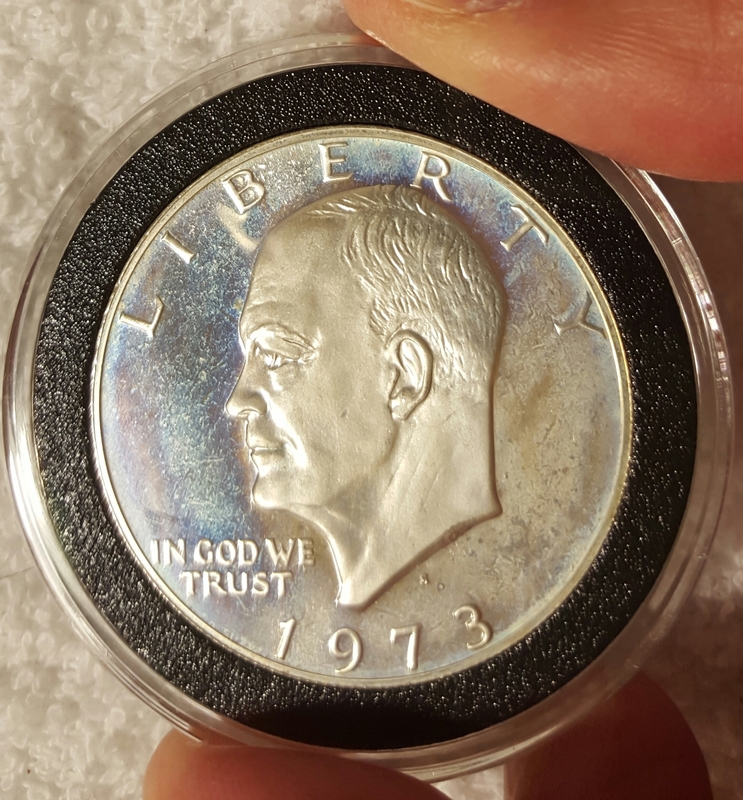 LIBERTY
IN GOD WE
TRUST
1973